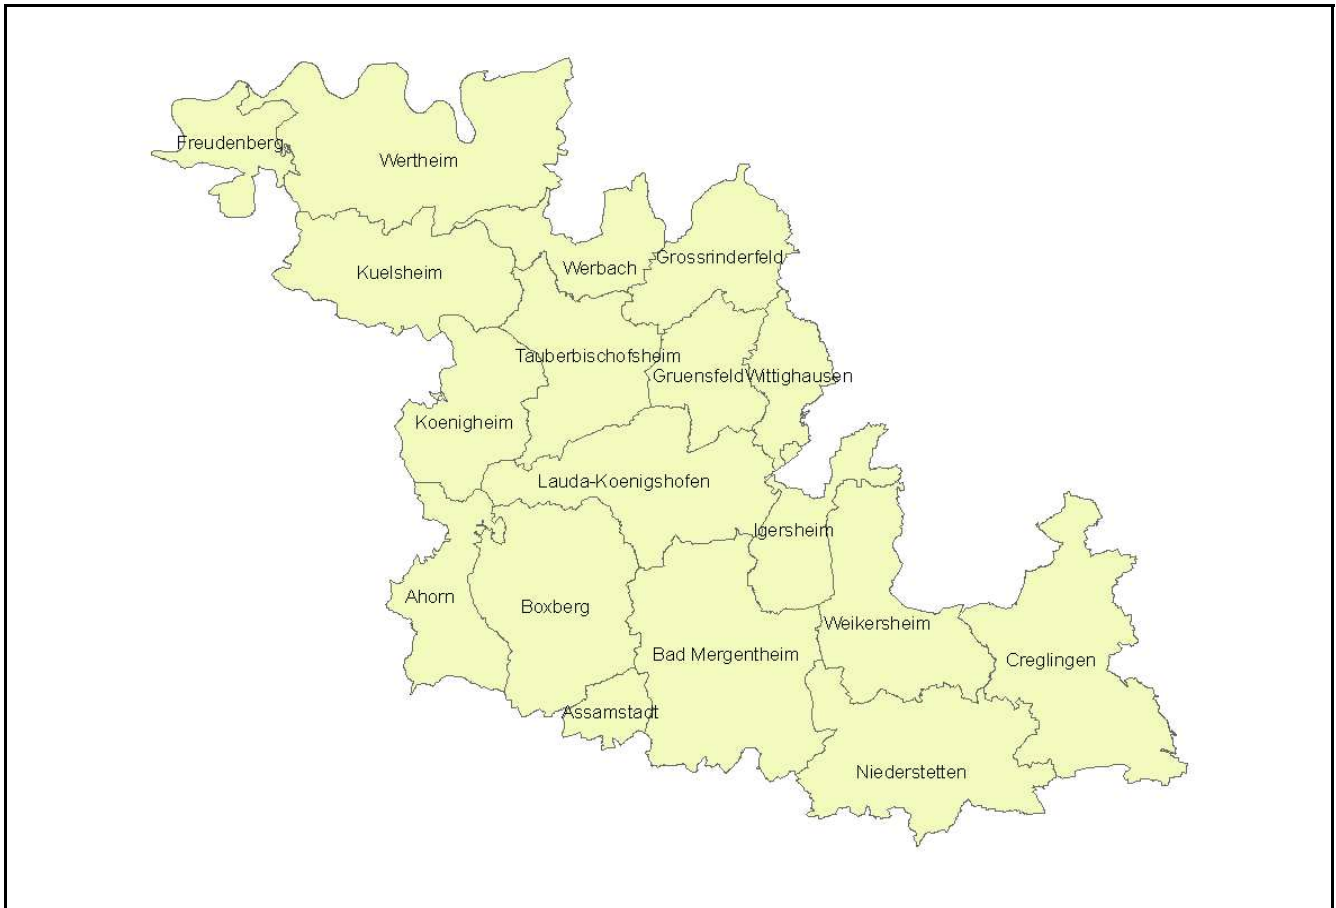 Freudenberg
Wertheim
Kuelsheim
Werbach
Grossrinderfeld
Tauberbischofsheim
Gruensfeld
Wittighausen
Koenigheim
Lauda-Koenigshofen
Igersheim
Ahorn
Boxberg
Weikersheim
Bad Mergentheim
Creglingen
Assamstadt
Niederstetten